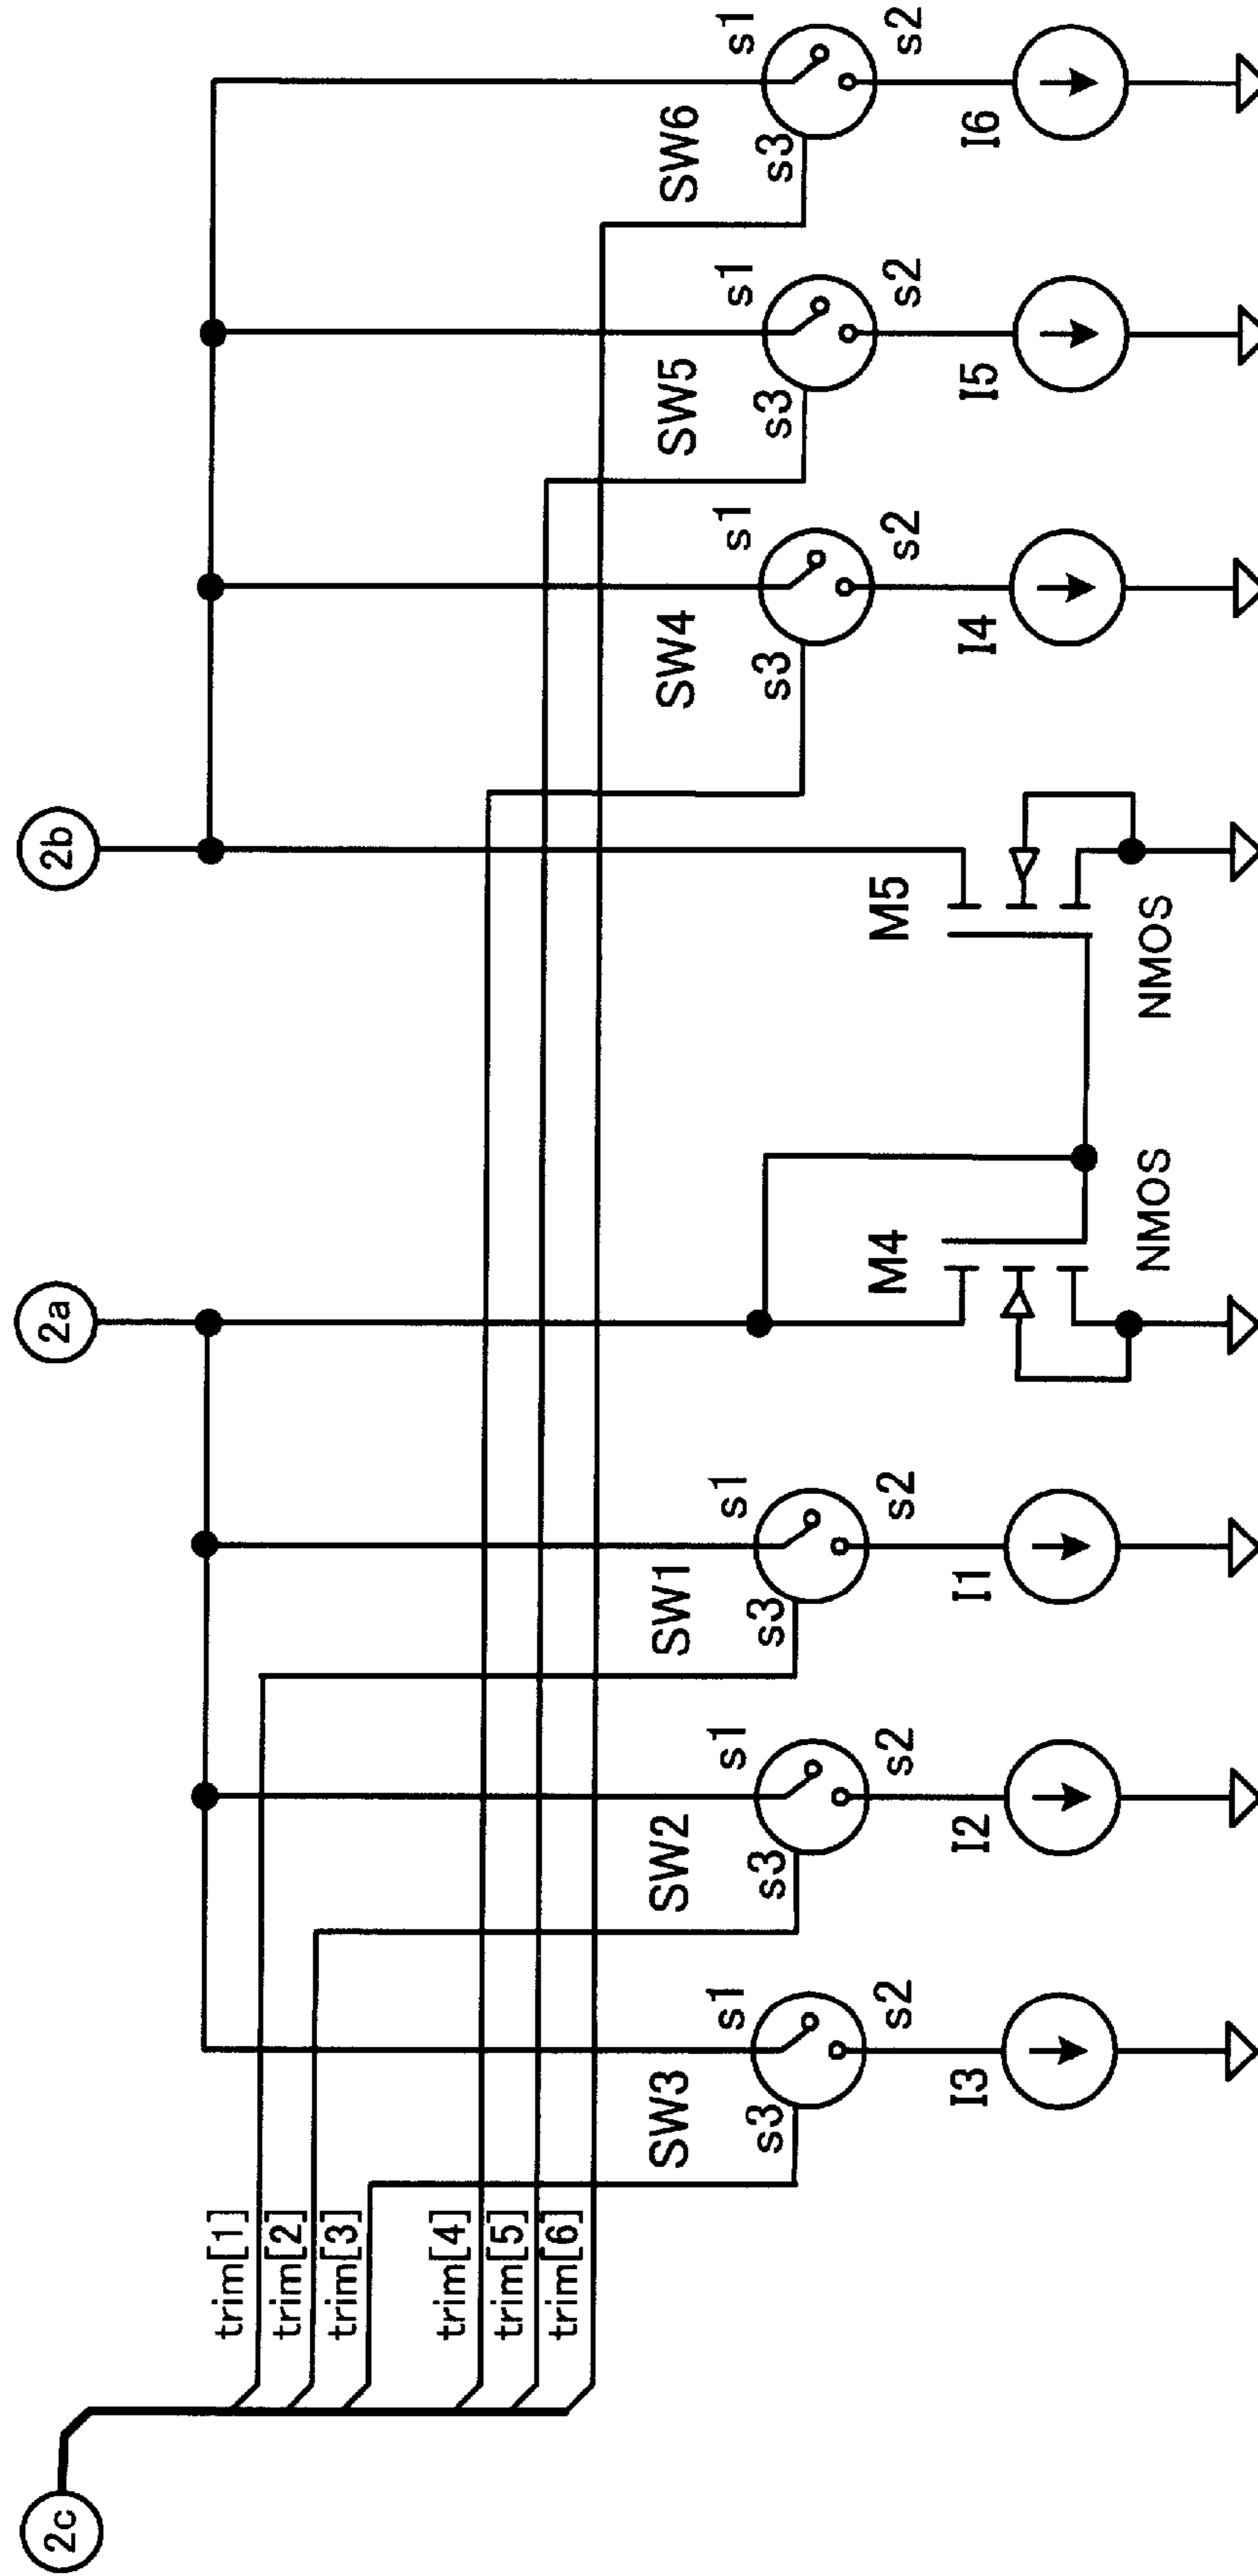 2c
2a
2b
trim[1]
trim[2]
trim[3]
trim[4]
trim[5]
trim[6]
SW3
s1
s3
s2
I3
SW2
s1
s3
s2
I2
SW1
s1
s3
s2
I1
M4
NMOS
M5
NMOS
SW4
s1
s3
s2
I4
SW5
s1
s3
s2
I5
SW6
s1
s3
s2
I6